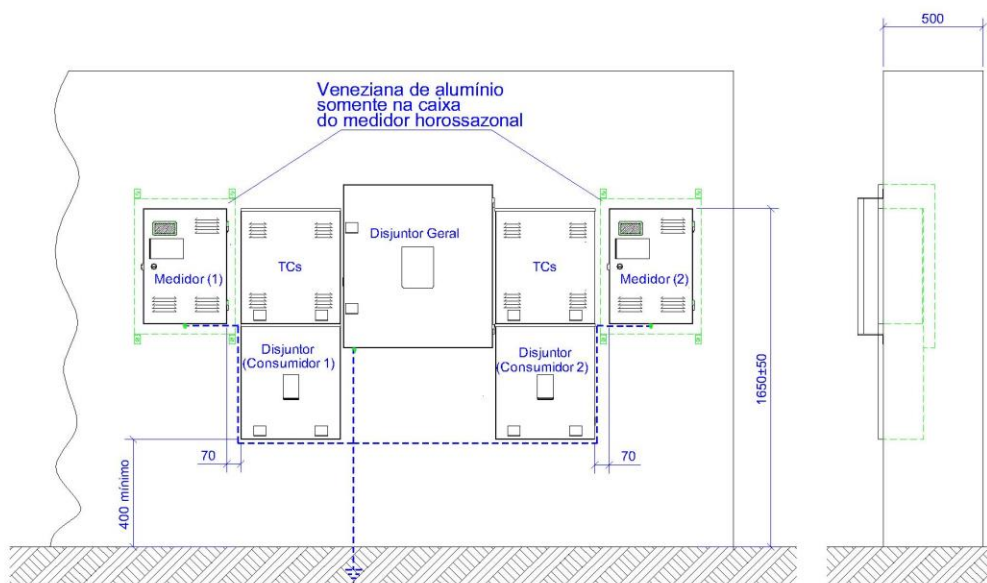 500
Veneziana de alumínio
somente na caixa
do medidor horossazonal
Disjuntor Geral
TCs
TCs
Medidor (1)
Medidor (2)
Disjuntor
(Consumidor 1)
Disjuntor
(Consumidor 2)
1650±50
70
70
400 mínimo